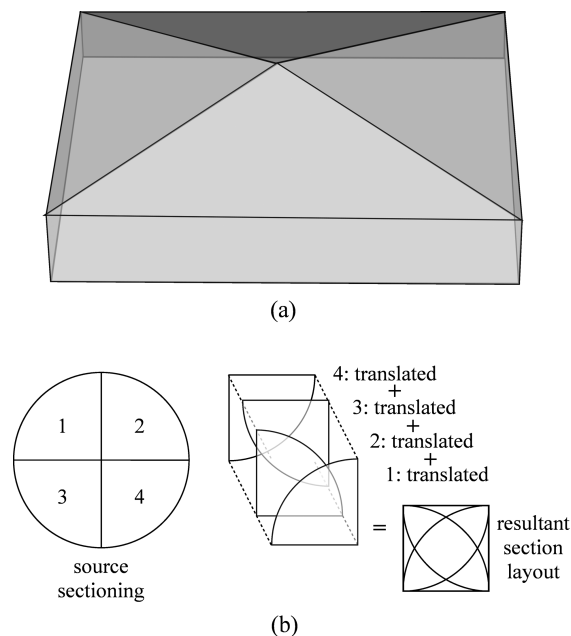 (a)
1 2
3 4
source
sectioning
4: translated
+
3: translated
+
2: translated
+
1: translated
=
resultant
section
layout
(b)